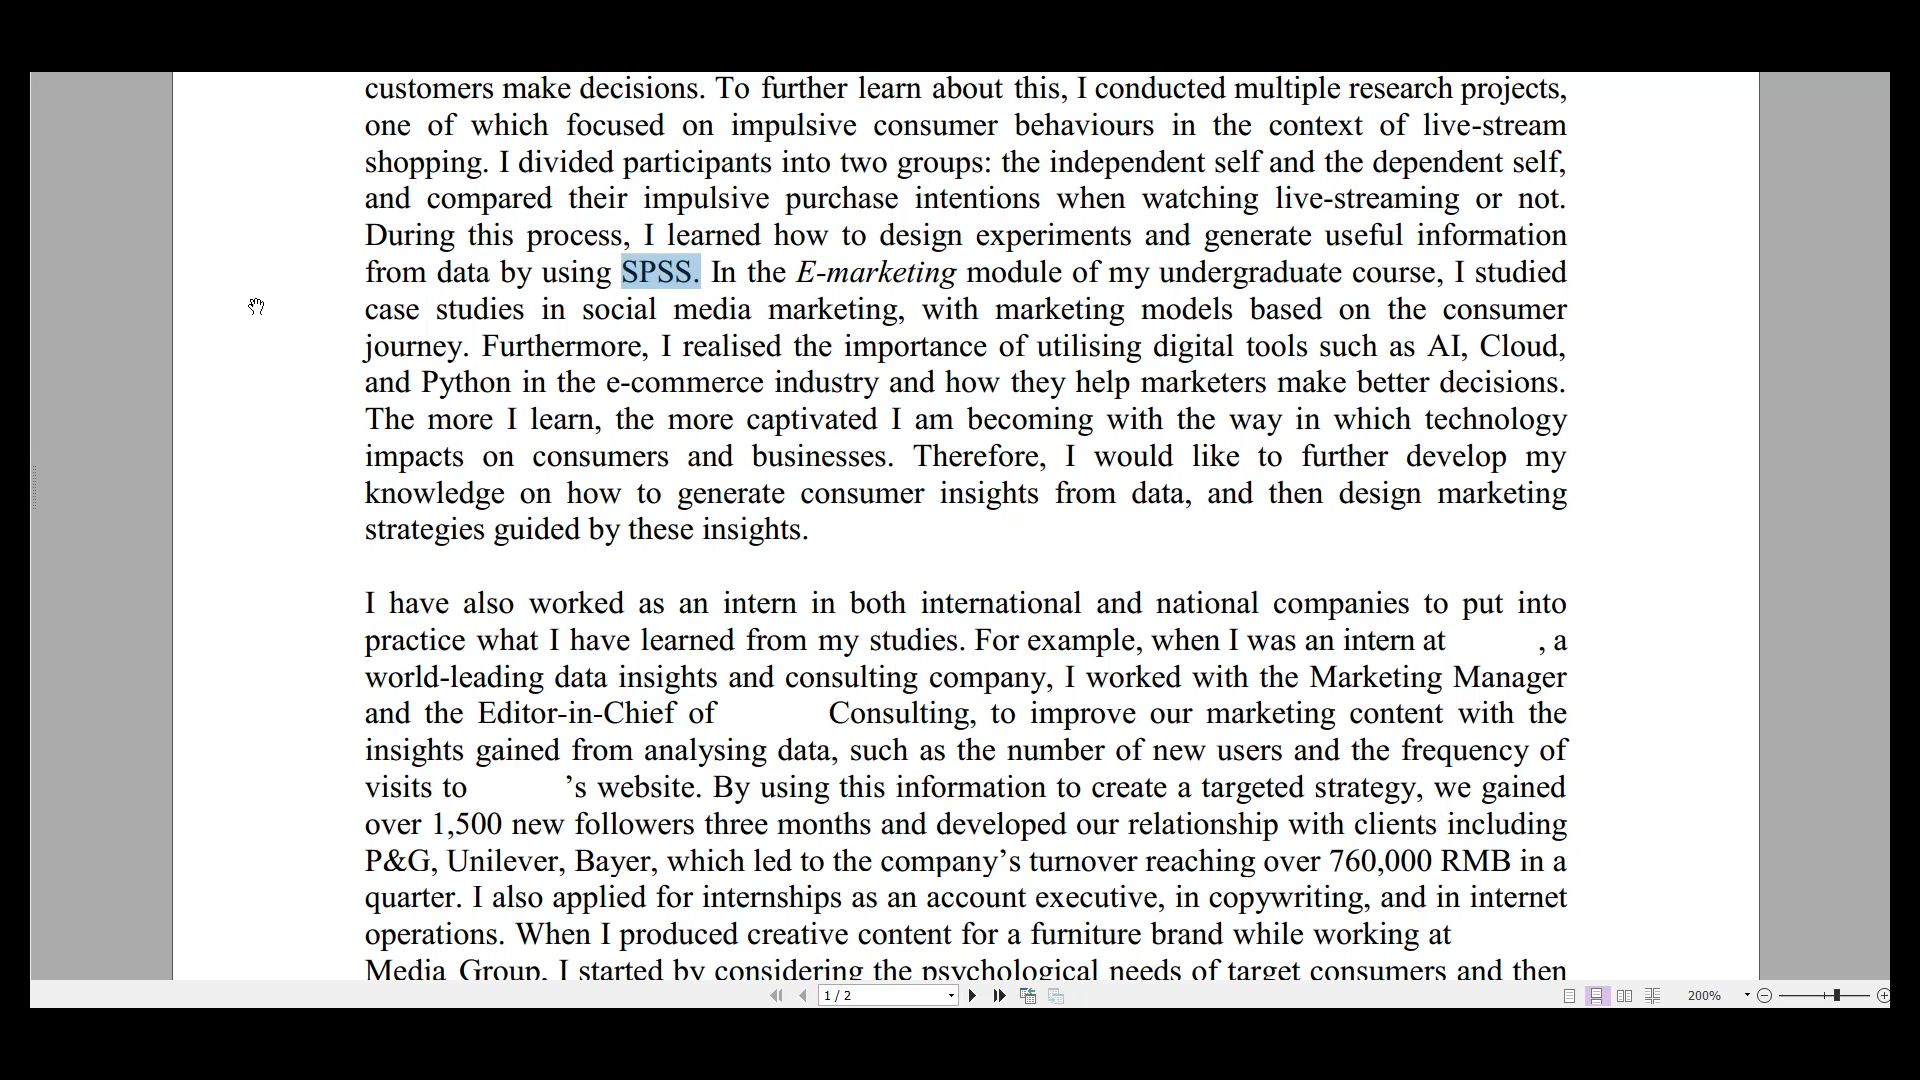 customers make decisions. To further learn about this, I conducted multiple research projects,
one of which focused on impulsive consumer behaviours in the context of live-stream
shopping. I divided participants into two groups: the independent self and the dependent self,
and compared their impulsive purchase intentions when watching live-streaming or not.
During this process, I learned how to design experiments and generate useful information
from data by using SPSS. In the E-marketing module of my undergraduate course, I studied
case studies in social media marketing, with marketing models based on the consumer
journey. Furthermore, I realised the importance of utilising digital tools such as AI, Cloud,
and Python in the e-commerce industry and how they help marketers make better decisions.
The more I learn, the more captivated I am becoming with the way in which technology
impacts on consumers and businesses. Therefore, I would like to further develop my
knowledge on how to generate consumer insights from data, and then design marketing
strategies guided by these insights.
I have also worked as an intern in both international and national companies to put into
practice what I have learned from my studies. For example, when I was an intern at , a
world-leading data insights and consulting company, I worked with the Marketing Manager
and the Editor-in-Chief of Consulting, to improve our marketing content with the
insights gained from analysing data, such as the number of new users and the frequency of
visits to ’s website. By using this information to create a targeted strategy, we gained
over 1,500 new followers three months and developed our relationship with clients including
P&G, Unilever, Bayer, which led to the company’s turnover reaching over 760,000 RMB in a
quarter. I also applied for internships as an account executive, in copywriting, and in internet
operations. When I produced creative content for a furniture brand while working at
Media Group, I started by considering the psychological needs of target consumers and then
1 / 2
200%